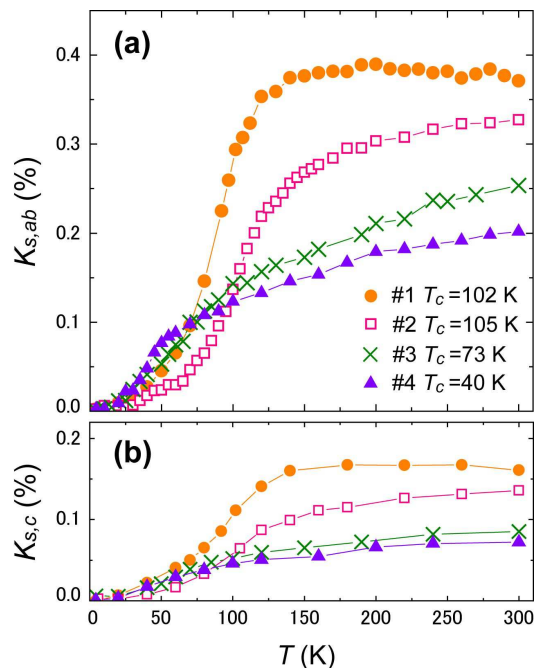 (a)
0.4
0.3
0.2
0.1
0.0
K_{s,ab} (%)
#1 T_c =102 K
#2 T_c =105 K
#3 T_c =73 K
#4 T_c =40 K
(b)
0.2
0.1
0.0
K_{s,c} (%)
0 50 100 150 200 250 300
T (K)